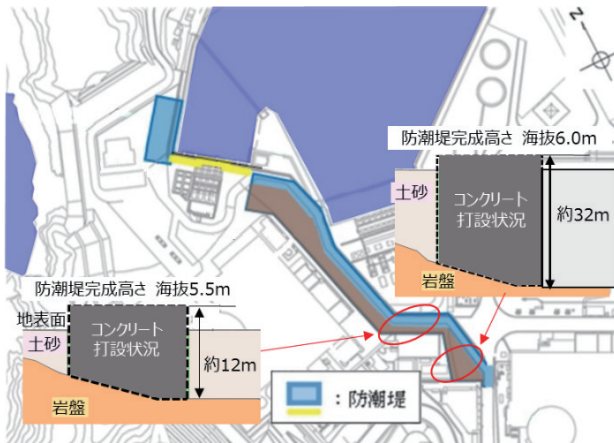 Z
防潮堤完成高さ 海抜6.0m
土砂
コンクリート
打設状況
約32m
岩盤
防潮堤完成高さ 海抜5.5m
地表面
土砂
コンクリート
打設状況
約12m
岩盤
：防潮堤